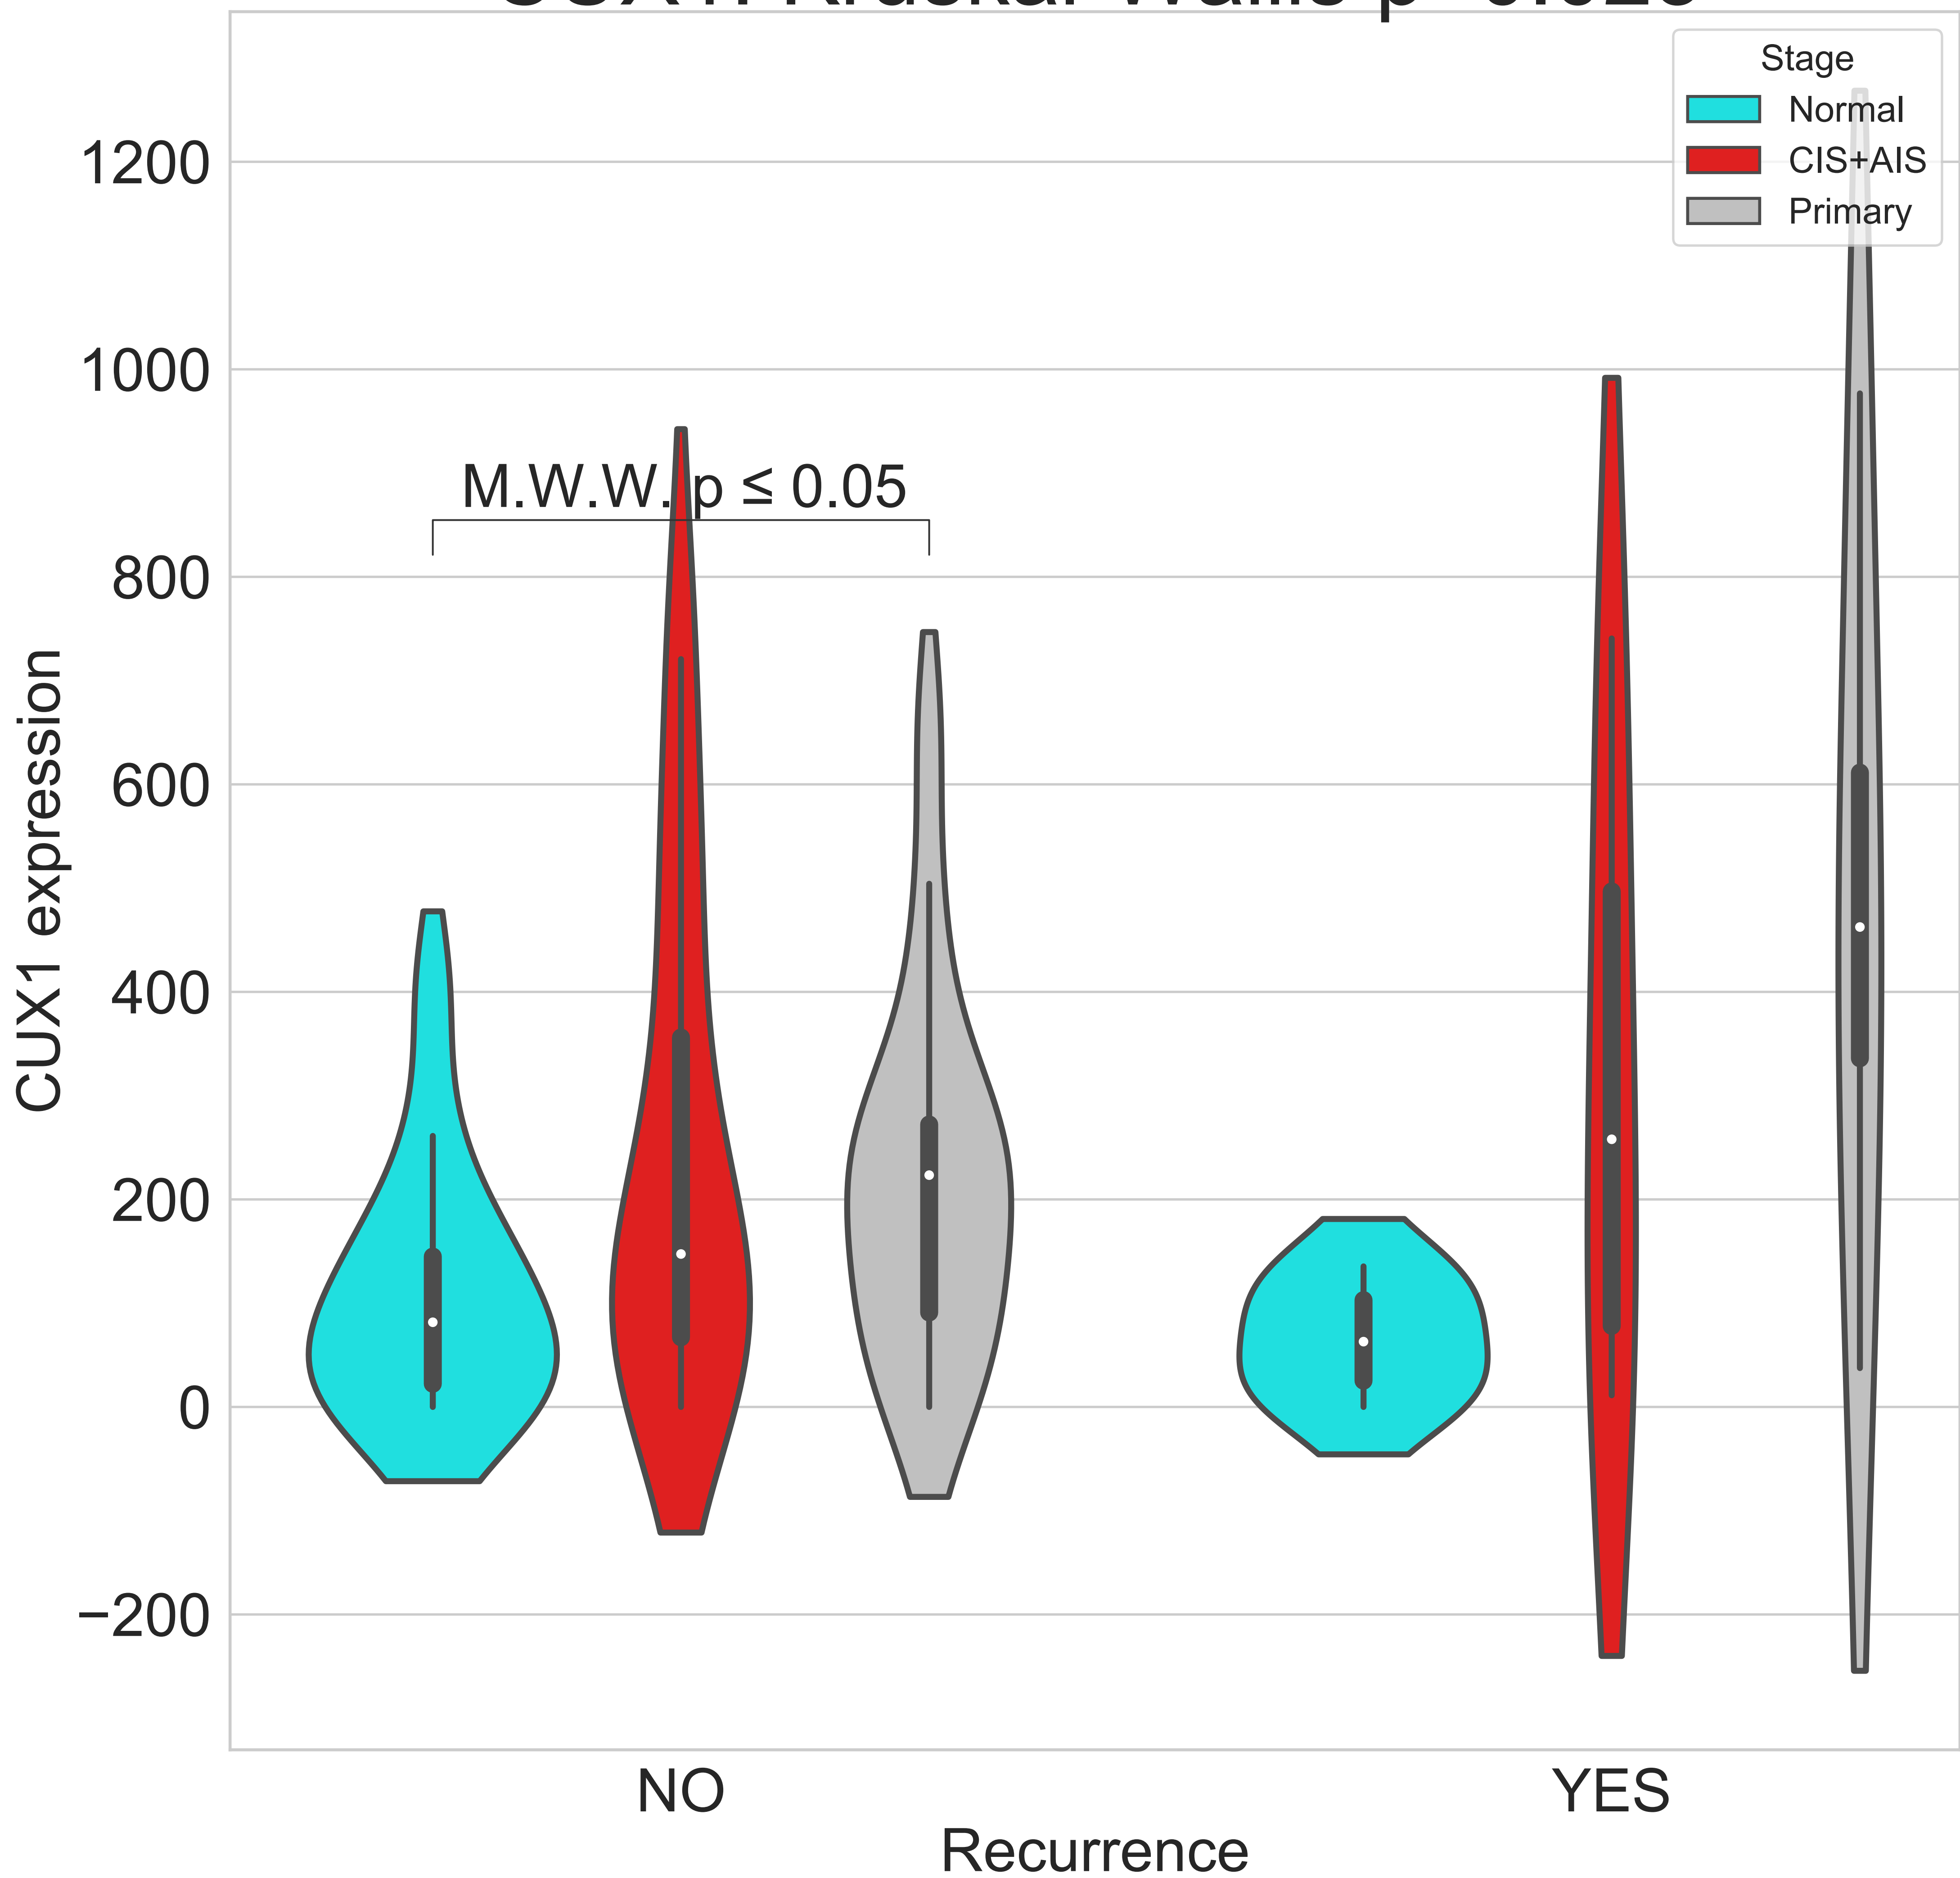 Stage
Normal
CIS+AIS
Primary
1200
1000
800
600
400
200
0
−200
M.W.W. p ≤ 0.05
CUX1 expression
NO
YES
Recurrence